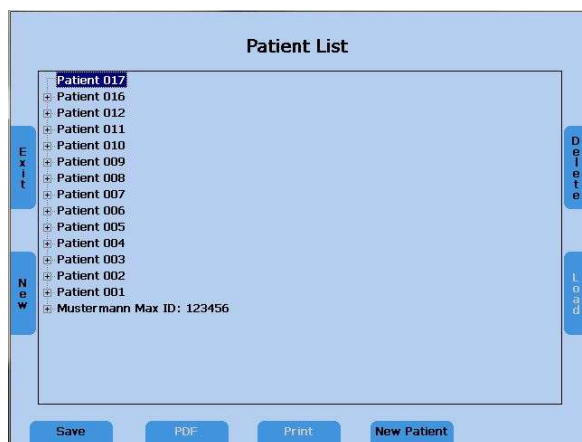 Patient List
Patient 017
Patient 016
Patient 012
Patient 011
Patient 010
Patient 009
Patient 008
Patient 007
Patient 006
Patient 005
Patient 004
Patient 003
Patient 002
Patient 001
Mustermann Max ID: 123456
Exit
New
Delete
Load
Save
PDF
Print
New Patient